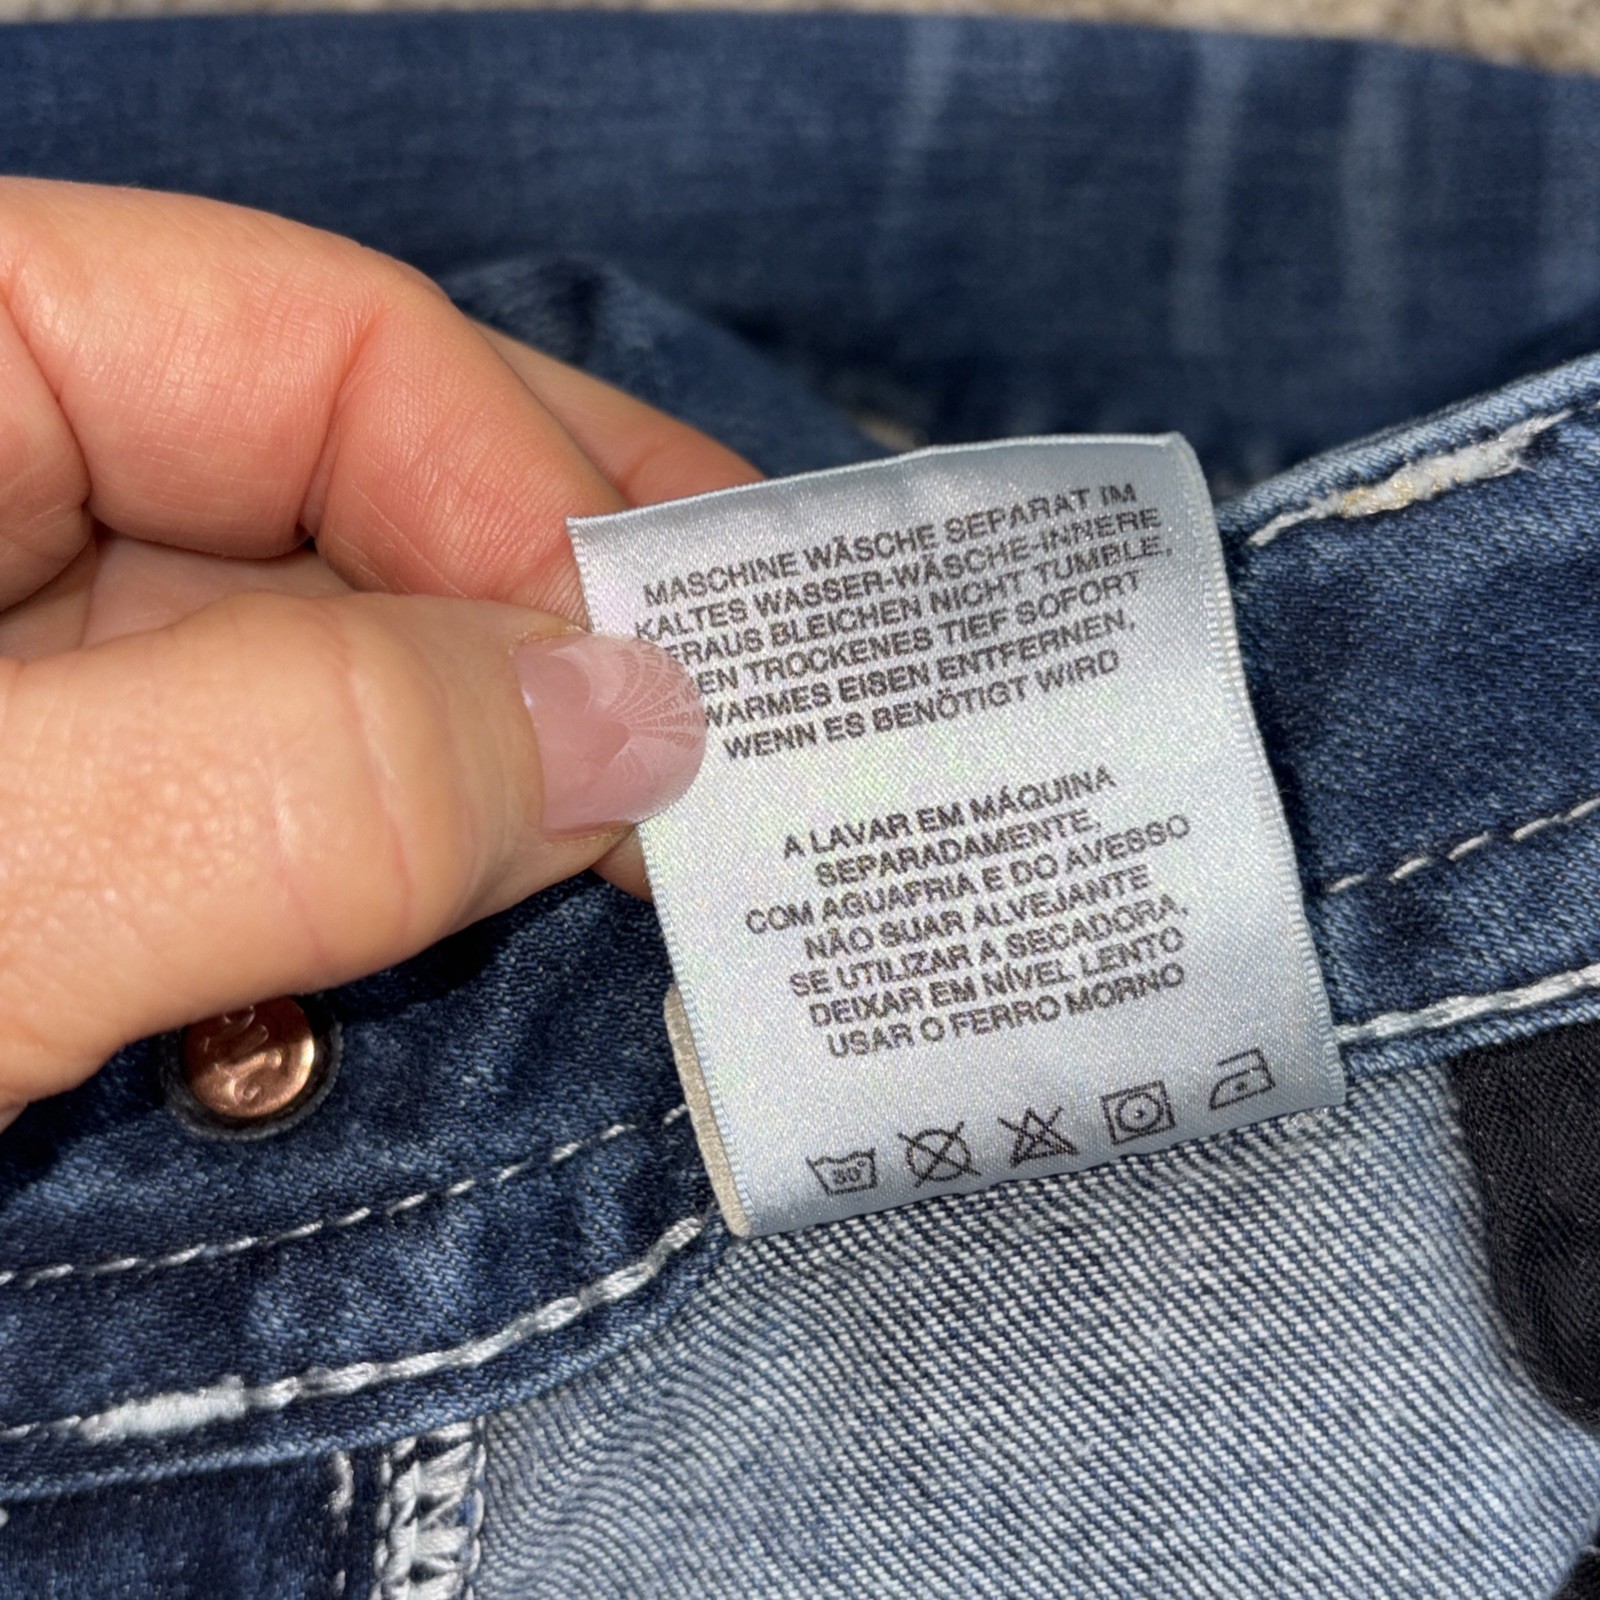 MASCHINE WÄSCHE SEPARAT IM
KALTES WASSER-WÄSCHE-INNERE
ERAUS BLEICHEN NICHT TUMBLE,
EN TROCKENES TIEF SOFORT
WARMES EISEN ENTFERNEN,
WENN ES BENÖTIGT WIRD
A LAVAR EM MÁQUINA
SEPARADAMENTE,
COM AGUAFRIA E DO AVESSO
NÃO SUAR ALVEJANTE
SE UTILIZAR A SECADORA,
DEIXAR EM NÍVEL LENTO
USAR O FERRO MORNO
30°